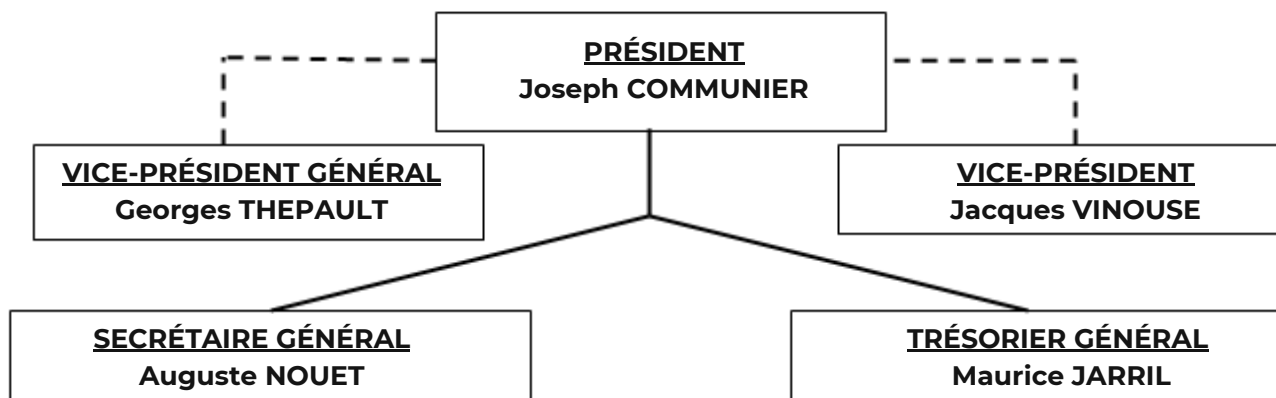 PRÉSIDENT
Joseph COMMUNIER
VICE-PRÉSIDENT GÉNÉRAL
Georges THEPAULT
VICE-PRÉSIDENT
Jacques VINOUSE
SECRÉTAIRE GÉNÉRAL
Auguste NOUET
TRÉSORIER GÉNÉRAL
Maurice JARRIL